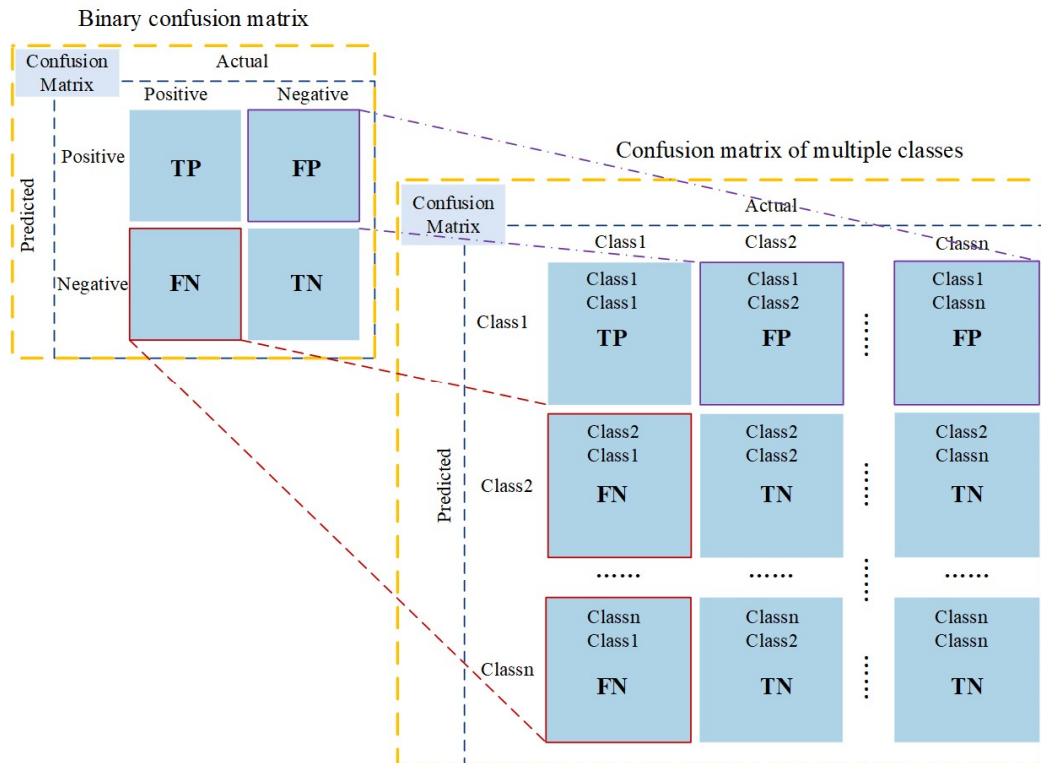 Binary confusion matrix
Confusion
Matrix
Actual
Positive
Negative
Predicted
Positive
TP
FP
Negative
FN
TN
Confusion matrix of multiple classes
Confusion
Matrix
Actual
Class1
Class2
Classn
Predicted
Class1
Class1
Class1
TP
Class1
Class2
FP
Class1
Classn
FP
Class2
Class2
Class1
FN
Class2
Class2
TN
Class2
Classn
TN
......
......
......
Classn
Classn
Class1
FN
Classn
Class2
TN
Classn
Classn
TN